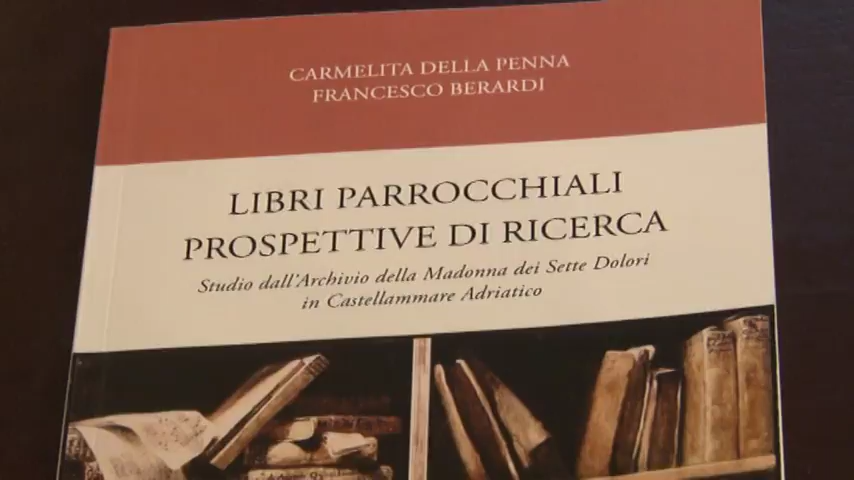 CARMELITA DELLA PENNA
FRANCESCO BERARDI
LIBRI PARROCCHIALI
PROSPETTIVE DI RICERCA
Studio dall'Archivio della Madonna dei Sette Dolori
in Castellammare Adriatico